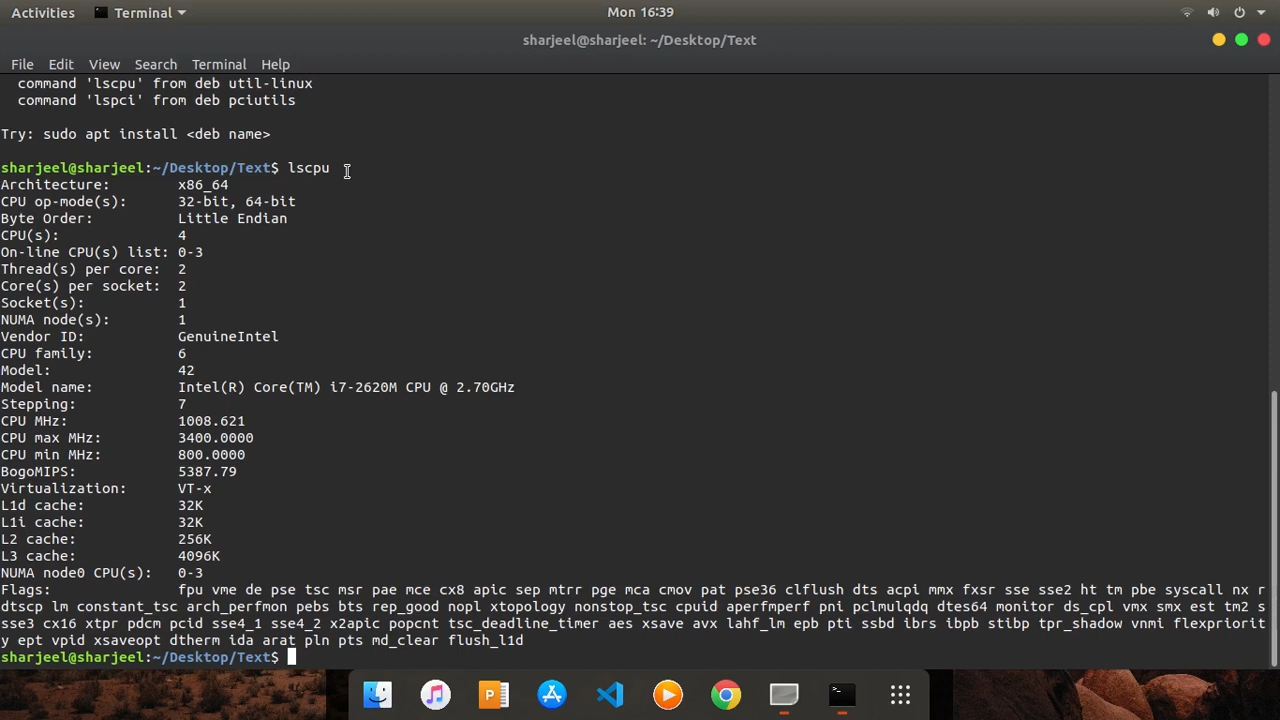 Activities Terminal Mon 16:39
sharjeel@sharjeel: ~/Desktop/Text
File Edit View Search Terminal Help
  command 'lscpu' from deb util-linux
  command 'lspci' from deb pciutils

Try: sudo apt install <deb name>

sharjeel@sharjeel:~/Desktop/Text$ lscpu
Architecture:        x86_64
CPU op-mode(s):      32-bit, 64-bit
Byte Order:          Little Endian
CPU(s):              4
On-line CPU(s) list: 0-3
Thread(s) per core:  2
Core(s) per socket:  2
Socket(s):           1
NUMA node(s):        1
Vendor ID:           GenuineIntel
CPU family:          6
Model:               42
Model name:          Intel(R) Core(TM) i7-2620M CPU @ 2.70GHz
Stepping:            7
CPU MHz:             1008.621
CPU max MHz:         3400.0000
CPU min MHz:         800.0000
BogoMIPS:            5387.79
Virtualization:      VT-x
L1d cache:           32K
L1i cache:           32K
L2 cache:            256K
L3 cache:            4096K
NUMA node0 CPU(s):   0-3
Flags:               fpu vme de pse tsc msr pae mce cx8 apic sep mtrr pge mca cmov pat pse36 clflush dts acpi mmx fxsr sse sse2 ht tm pbe syscall nx r
dtscp lm constant_tsc arch_perfmon pebs bts rep_good nopl xtopology nonstop_tsc cpuid aperfmperf pni pclmulqdq dtes64 monitor ds_cpl vmx smx est tm2 s
sse3 cx16 xtpr pdcm pcid sse4_1 sse4_2 x2apic popcnt tsc_deadline_timer aes xsave avx lahf_lm epb pti ssbd ibrs ibpb stibp tpr_shadow vnmi flexpriorit
y ept vpid xsaveopt dtherm ida arat pln pts md_clear flush_l1d
sharjeel@sharjeel:~/Desktop/Text$
P